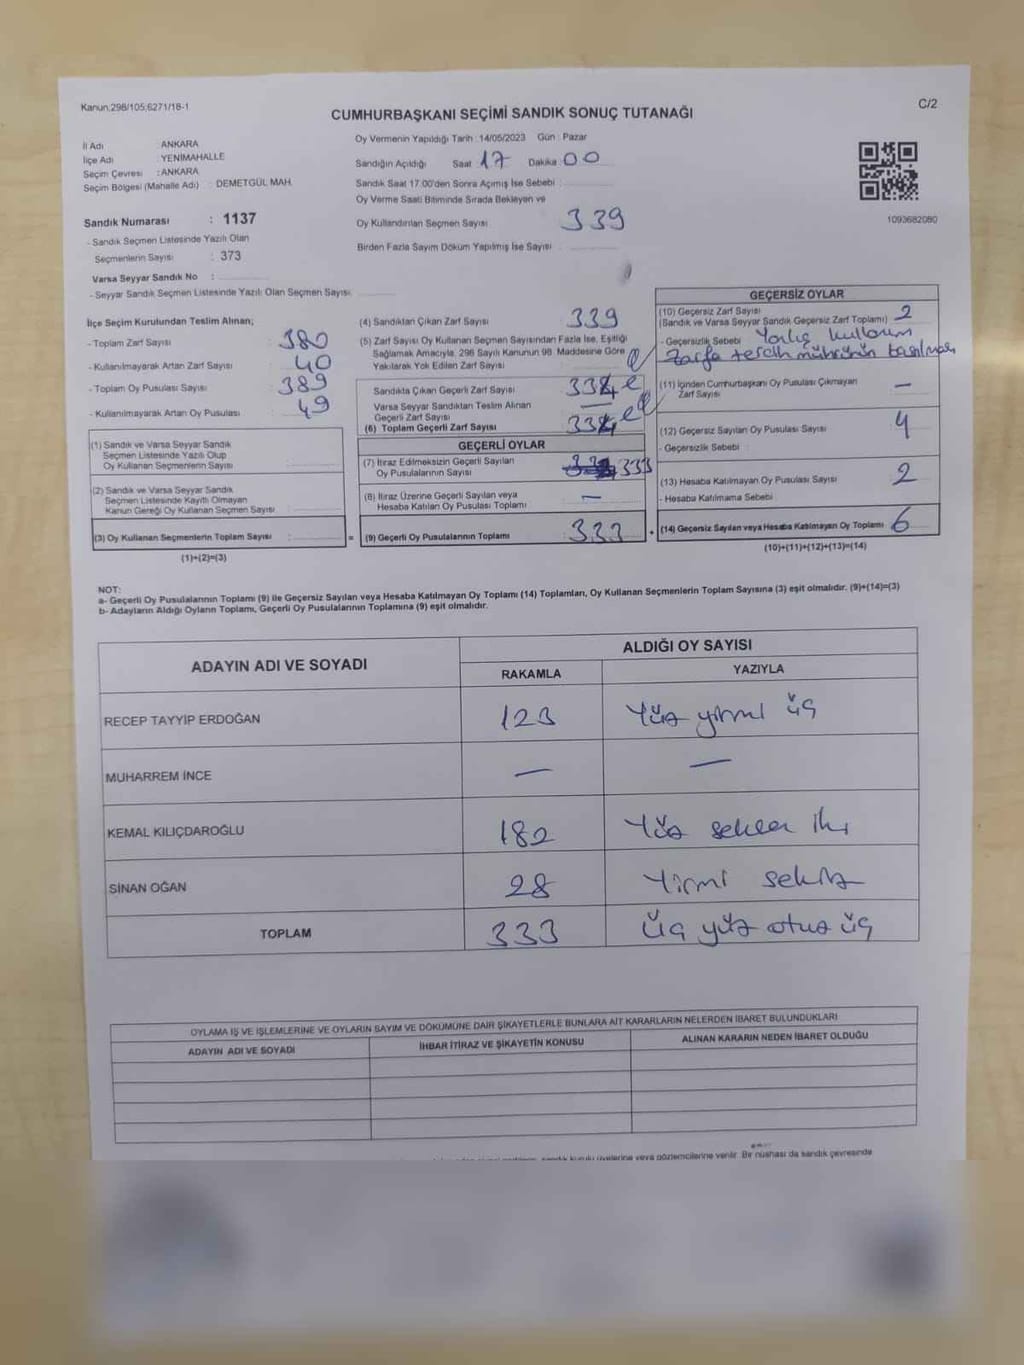 Kanun:298/105;6271/18-1
C/2
CUMHURBAŞKANI SEÇİMİ SANDIK SONUÇ TUTANAĞI
İl Adı : ANKARA
İlçe Adı : YENİMAHALLE
Seçim Çevresi : ANKARA
Seçim Bölgesi (Mahalle Adı) : DEMETGÜL MAH.
Sandık Numarası : 1137
- Sandık Seçmen Listesinde Yazılı Olan
Seçmenlerin Sayısı : 373
Varsa Seyyar Sandık No :
- Seyyar Sandık Seçmen Listesinde Yazılı Olan Seçmen Sayısı:
Oy Vermenin Yapıldığı Tarih : 14/05/2023 Gün : Pazar
Sandığın Açıldığı Saat 17 Dakika 00
Sandık Saat 17.00'den Sonra Açılmış İse Sebebi :
Oy Verme Saati Bitiminde Sırada Bekleyen ve
Oy Kullandırılan Seçmen Sayısı 339
Birden Fazla Sayım Döküm Yapılmış İse Sayısı
1093682080
İlçe Seçim Kurulundan Teslim Alınan;
- Toplam Zarf Sayısı : 380
- Kullanılmayarak Artan Zarf Sayısı : 40
- Toplam Oy Pusulası Sayısı : 389
- Kullanılmayarak Artan Oy Pusulası : 49
(1) Sandık ve Varsa Seyyar Sandık
Seçmen Listesinde Yazılı Olup
Oy Kullanan Seçmenlerin Sayısı :
(2) Sandık ve Varsa Seyyar Sandık
Seçmen Listesinde Kayıtlı Olmayan
Kanun Gereği Oy Kullanan Seçmen Sayısı :
(3) Oy Kullanan Seçmenlerin Toplam Sayısı :
(1)+(2)=(3)
(4) Sandıktan Çıkan Zarf Sayısı 339
(5) Zarf Sayısı Oy Kullanan Seçmen Sayısından Fazla İse, Eşitliği
Sağlamak Amacıyla, 298 Sayılı Kanunun 98. Maddesine Göre
Yakılarak Yok Edilen Zarf Sayısı
Sandıkta Çıkan Geçerli Zarf Sayısı
Varsa Seyyar Sandıktan Teslim Alınan
Geçerli Zarf Sayısı
(6) Toplam Geçerli Zarf Sayısı
GEÇERLİ OYLAR
(7) İtiraz Edilmeksizin Geçerli Sayılan
Oy Pusulalarının Sayısı 333
(8) İtiraz Üzerine Geçerli Sayılan veya
Hesaba Katılan Oy Pusulası Toplamı —
= (9) Geçerli Oy Pusulalarının Toplamı 333 +
GEÇERSİZ OYLAR
(10) Geçersiz Zarf Sayısı
(Sandık ve Varsa Seyyar Sandık Geçersiz Zarf Toplamı) 2
- Geçersizlik Sebebi Yanlış kullanım
Zarfa tercih mührünün basılması
(11) İçinden Cumhurbaşkanı Oy Pusulası Çıkmayan
Zarf Sayısı —
(12) Geçersiz Sayılan Oy Pusulası Sayısı 4
- Geçersizlik Sebebi
(13) Hesaba Katılmayan Oy Pusulası Sayısı 2
- Hesaba Katılmama Sebebi
(14) Geçersiz Sayılan veya Hesaba Katılmayan Oy Toplamı 6
(10)+(11)+(12)+(13)=(14)
NOT:
a- Geçerli Oy Pusulalarının Toplamı (9) ile Geçersiz Sayılan veya Hesaba Katılmayan Oy Toplamı (14) Toplamları, Oy Kullanan Seçmenlerin Toplam Sayısına (3) eşit olmalıdır. (9)+(14)=(3)
b- Adayların Aldığı Oyların Toplamı, Geçerli Oy Pusulalarının Toplamına (9) eşit olmalıdır.
ADAYIN ADI VE SOYADI
ALDIĞI OY SAYISI
RAKAMLA YAZIYLA
RECEP TAYYİP ERDOĞAN 123 Yüz yirmi üç
MUHARREM İNCE — —
KEMAL KILIÇDAROĞLU 182 Yüz seksen iki
SİNAN OĞAN 28 Yirmi sekiz
TOPLAM 333 Üç yüz otuz üç
OYLAMA İŞ VE İŞLEMLERİNE VE OYLARIN SAYIM VE DÖKÜMÜNE DAİR ŞİKAYETLERLE BUNLARA AİT KARARLARIN NELERDEN İBARET BULUNDUKLARI
ADAYIN ADI VE SOYADI İHBAR İTİRAZ VE ŞİKAYETİN KONUSU ALINAN KARARIN NEDEN İBARET OLDUĞU
sandık kurulu üyelerine veya gözlemcilerine verilir. Bir nüshası da sandık çevresinde